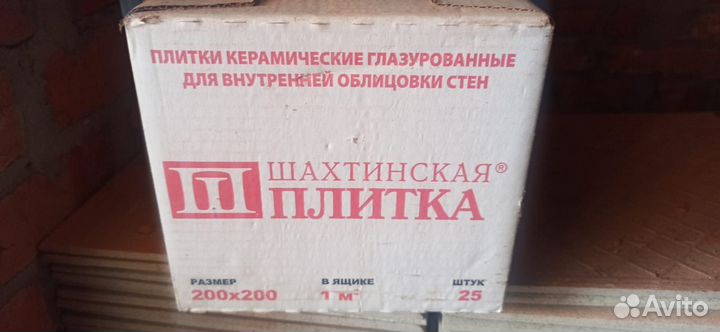 ПЛИТКИ КЕРАМИЧЕСКИЕ ГЛАЗУРОВАННЫЕ
ДЛЯ ВНУТРЕННЕЙ ОБЛИЦОВКИ СТЕН
ШАХТИНСКАЯ®
ПЛИТКА
РАЗМЕР В ЯЩИКЕ ШТУК
200х200 1 м² 25
Avito